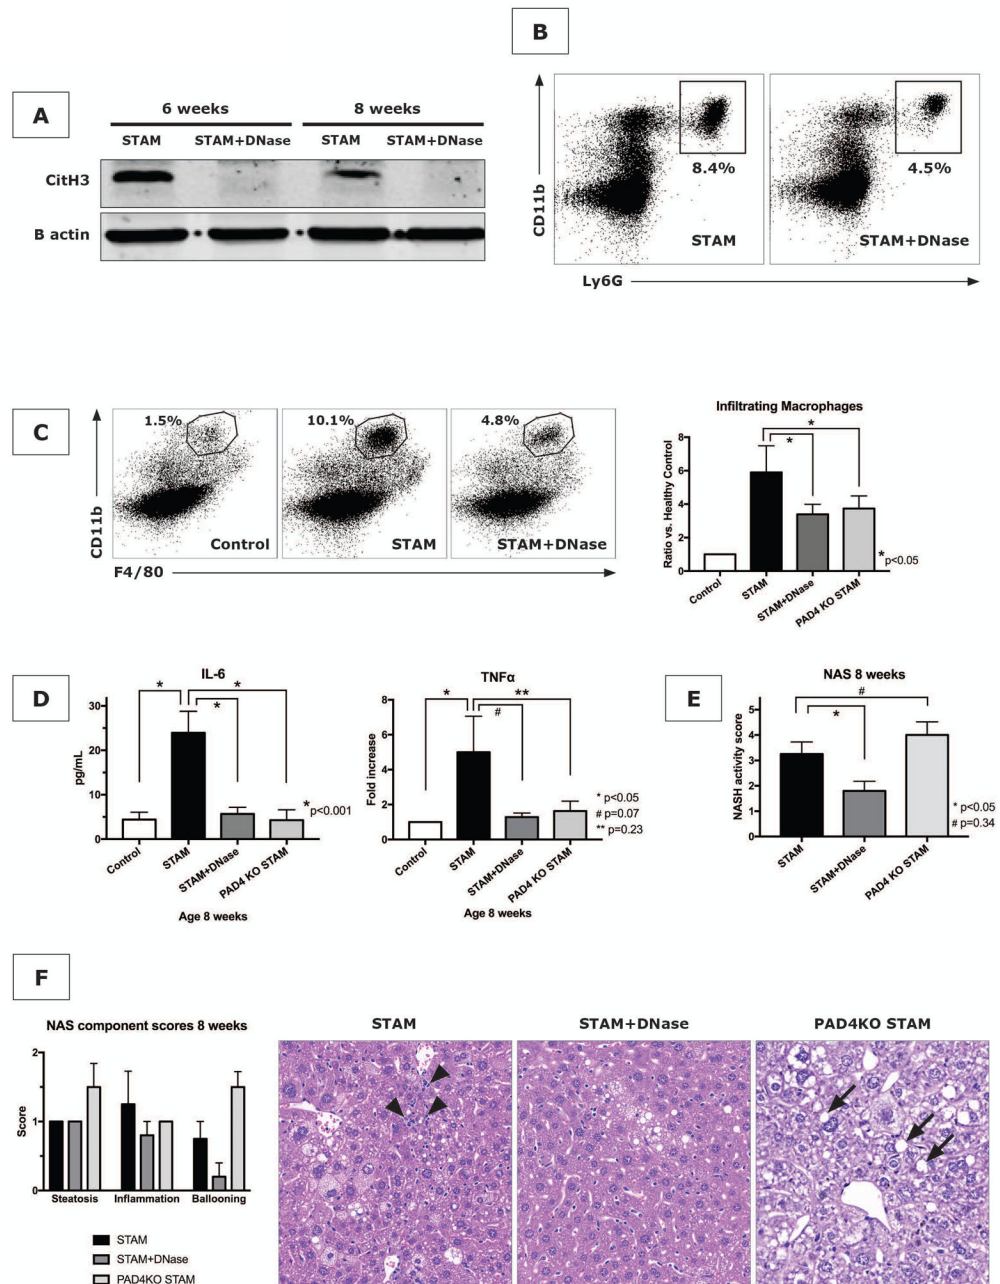 B
A
6 weeks
8 weeks
STAM
STAM+DNase
STAM
STAM+DNase
CitH3
B actin
CD11b
8.4%
STAM
4.5%
STAM+DNase
Ly6G
C
CD11b
1.5%
Control
10.1%
STAM
4.8%
STAM+DNase
F4/80
Infiltrating Macrophages
Ratio vs. Healthy Control
8
6
4
2
0
*
*
* p<0.05
Control
STAM
STAM+DNase
PAD4 KO STAM
D
IL-6
pg/mL
30
25
10
5
0
*
*
*
* p<0.001
Control
STAM
STAM+DNase
PAD4 KO STAM
Age 8 weeks
TNFα
Fold increase
8
6
4
2
0
*
**
#
* p<0.05
# p=0.07
** p=0.23
Control
STAM
STAM+DNase
PAD4 KO STAM
Age 8 weeks
E
NAS 8 weeks
NASH activity score
5
4
3
2
1
0
#
*
* p<0.05
# p=0.34
STAM
STAM+DNase
PAD4 KO STAM
F
NAS component scores 8 weeks
Score
2
1
0
Steatosis
Inflammation
Ballooning
STAM
STAM+DNase
PAD4KO STAM
STAM
STAM+DNase
PAD4KO STAM